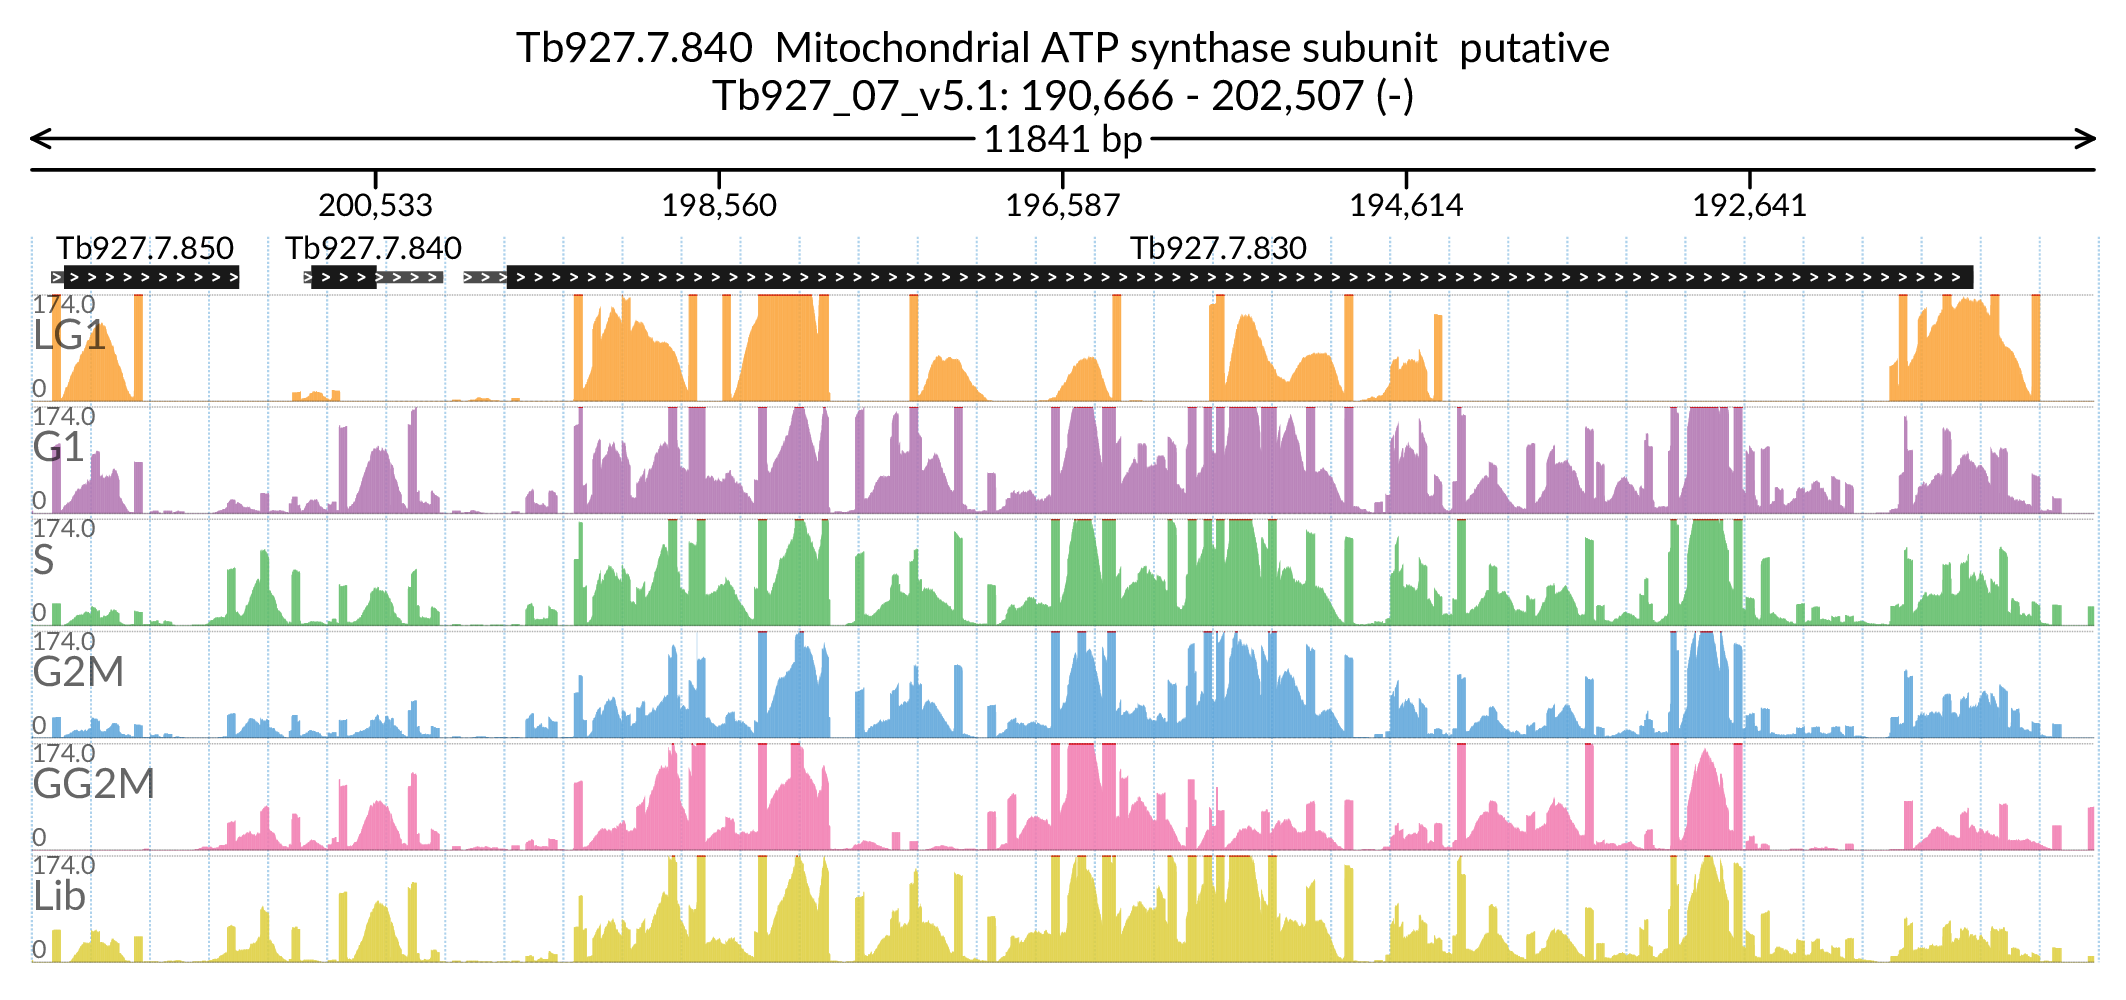 Tb927.7.840  Mitochondrial ATP synthase subunit  putative
Tb927_07_v5.1: 190,666 - 202,507 (-)
11841 bp
200,533 198,560 196,587 194,614 192,641
Tb927.7.850 Tb927.7.840 Tb927.7.830
174.0
LG1
0
174.0
G1
0
174.0
S
0
174.0
G2M
0
174.0
GG2M
0
174.0
Lib
0